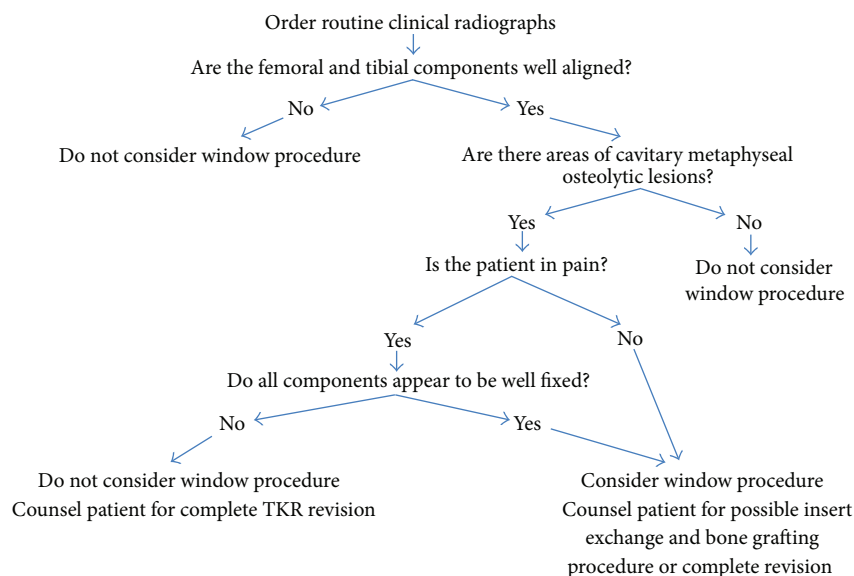 Order routine clinical radiographs
Are the femoral and tibial components well aligned?
No
Yes
Do not consider window procedure
Are there areas of cavitary metaphyseal
osteolytic lesions?
Yes
No
Is the patient in pain?
Do not consider
window procedure
Yes
No
Do all components appear to be well fixed?
No
Yes
Do not consider window procedure
Counsel patient for complete TKR revision
Consider window procedure
Counsel patient for possible insert
exchange and bone grafting
procedure or complete revision